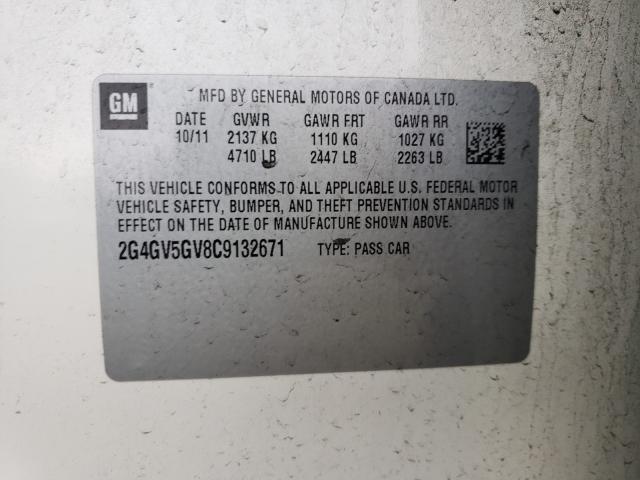 GM
MFD BY GENERAL MOTORS OF CANADA LTD.
DATE GVWR GAWR FRT GAWR RR
10/11 2137 KG 1110 KG 1027 KG
4710 LB 2447 LB 2263 LB
THIS VEHICLE CONFORMS TO ALL APPLICABLE U.S. FEDERAL MOTOR
VEHICLE SAFETY, BUMPER, AND THEFT PREVENTION STANDARDS IN
EFFECT ON THE DATE OF MANUFACTURE SHOWN ABOVE.
2G4GV5GV8C9132671 TYPE: PASS CAR